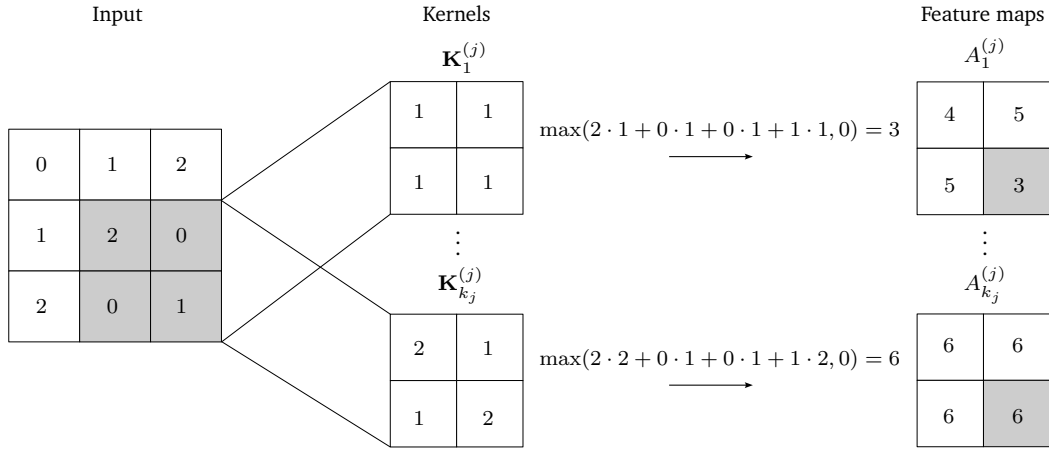 Input
Kernels
Feature maps
0 1 2
1 2 0
2 0 1
K_1^{(j)}
1 1
1 1
⋮
K_{k_j}^{(j)}
2 1
1 2
max(2 · 1 + 0 · 1 + 0 · 1 + 1 · 1, 0) = 3
max(2 · 2 + 0 · 1 + 0 · 1 + 1 · 2, 0) = 6
A_1^{(j)}
4 5
5 3
⋮
A_{k_j}^{(j)}
6 6
6 6